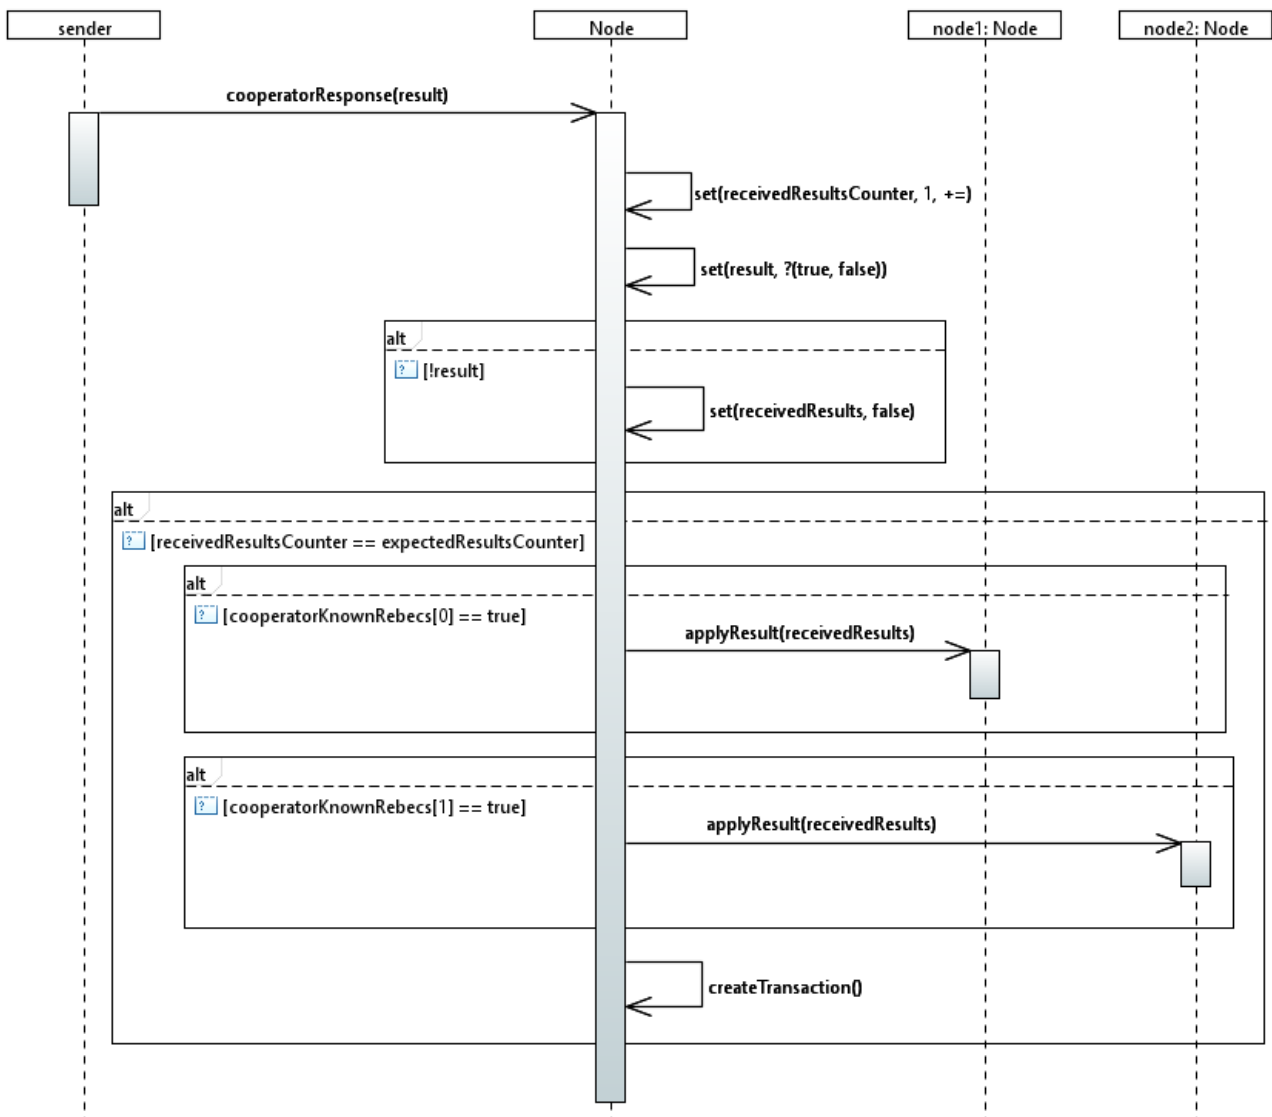 sender
Node
node1: Node
node2: Node
cooperatorResponse(result)
set(receivedResultsCounter, 1, +=)
set(result, ?(true, false))
alt
? [!result]
set(receivedResults, false)
alt
? [receivedResultsCounter == expectedResultsCounter]
alt
? [cooperatorKnownRebecs[0] == true]
applyResult(receivedResults)
alt
? [cooperatorKnownRebecs[1] == true]
applyResult(receivedResults)
createTransaction()